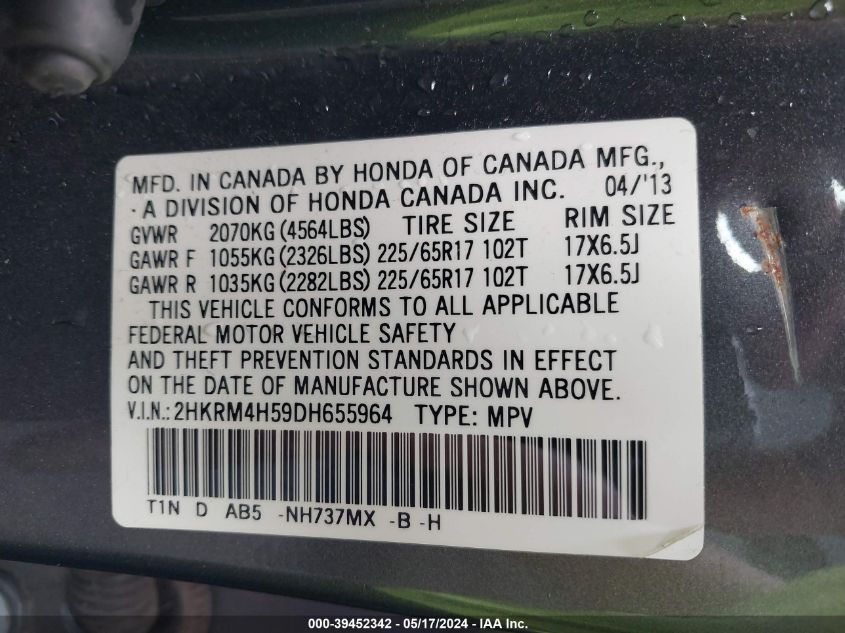 MFD. IN CANADA BY HONDA OF CANADA MFG.,
·A DIVISION OF HONDA CANADA INC. 04/'13
GVWR 2070KG(4564LBS) TIRE SIZE RIM SIZE
GAWR F 1055KG(2326LBS) 225/65R17 102T 17X6.5J
GAWR R 1035KG(2282LBS) 225/65R17 102T 17X6.5J
THIS VEHICLE CONFORMS TO ALL APPLICABLE
FEDERAL MOTOR VEHICLE SAFETY
AND THEFT PREVENTION STANDARDS IN EFFECT
ON THE DATE OF MANUFACTURE SHOWN ABOVE.
V.I.N.:2HKRM4H59DH655964 TYPE: MPV
T1N D AB5 -NH737MX -B -H
000-39452342 - 05/17/2024 - IAA Inc.